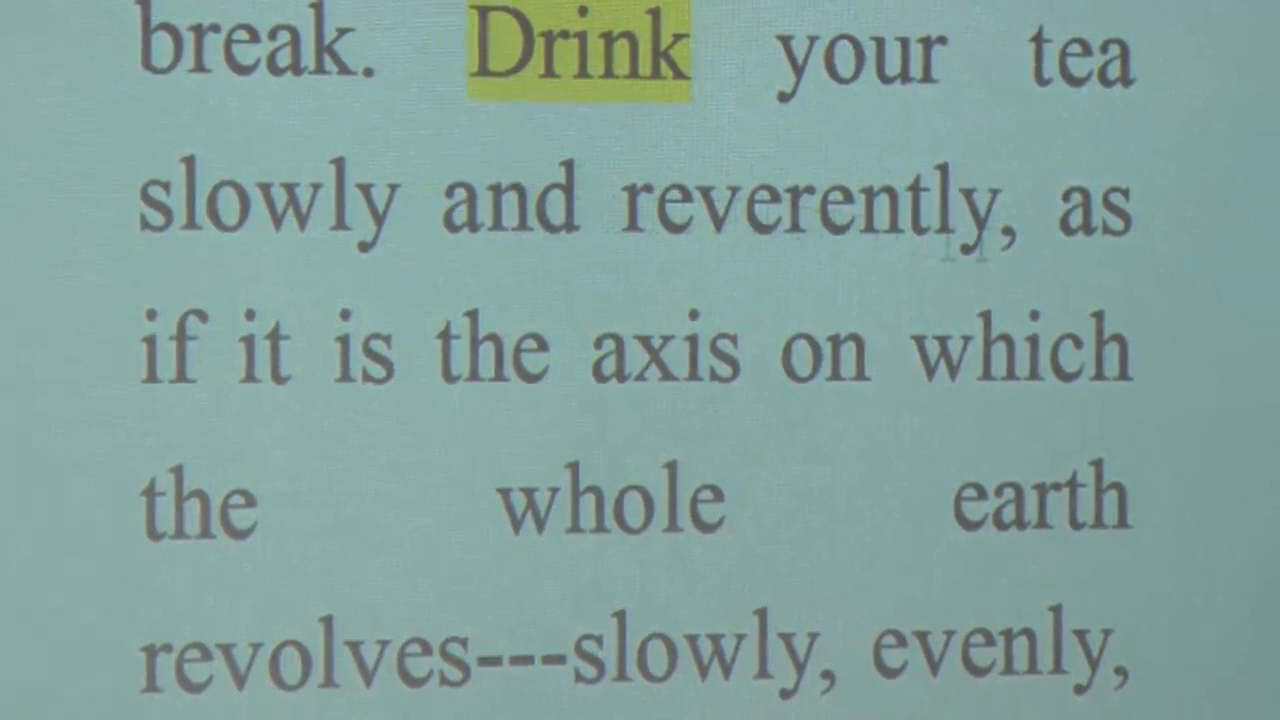 break. Drink your tea
slowly and reverently, as
if it is the axis on which
the whole earth
revolves---slowly, evenly,